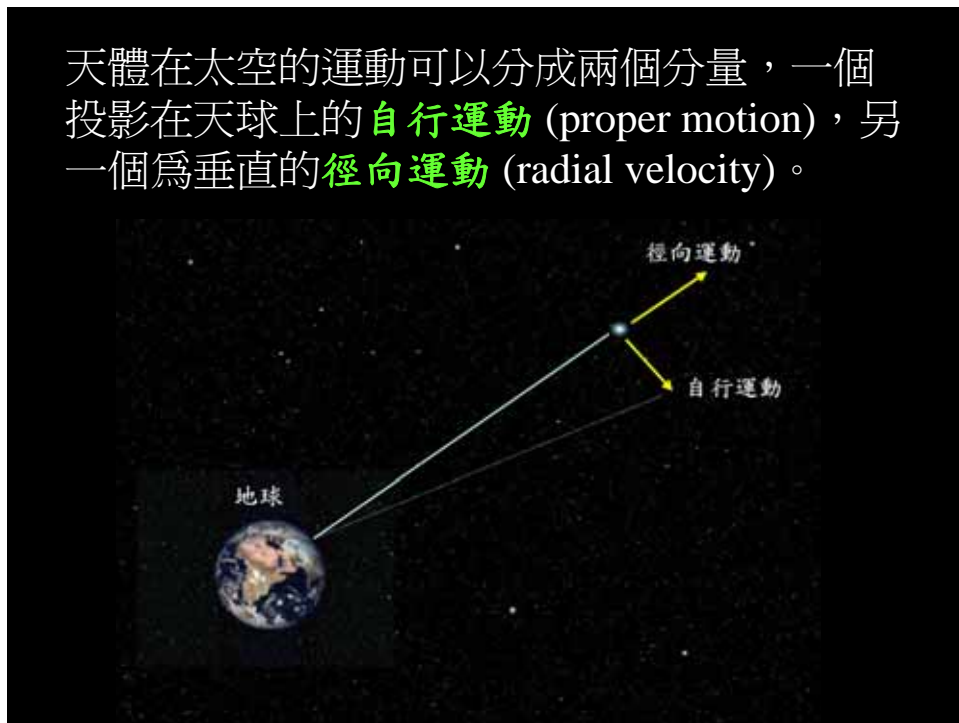 天體在太空的運動可以分成兩個分量，一個
投影在天球上的自行運動 (proper motion)，另
一個爲垂直的徑向運動 (radial velocity)。
徑向運動
自行運動
地球